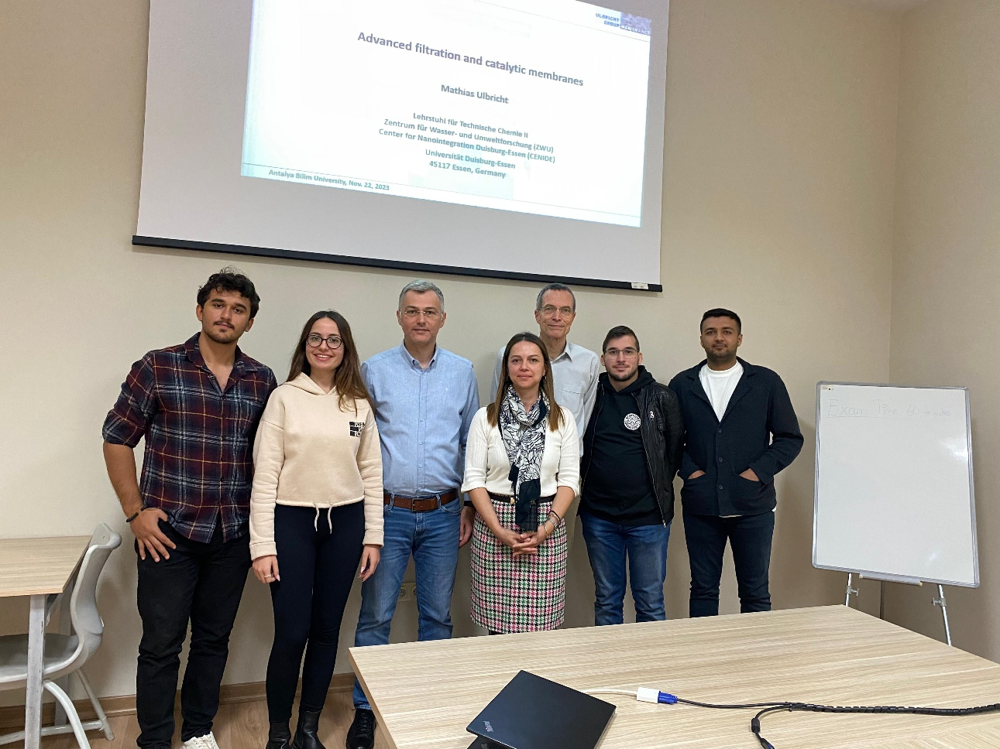 ULBRICHT
GROUP MEMBRANES
Advanced filtration and catalytic membranes
Mathias Ulbricht
Lehrstuhl für Technische Chemie II
Zentrum für Wasser- und Umweltforschung (ZWU)
Center for Nanointegration Duisburg-Essen (CENIDE)
Universität Duisburg-Essen
45117 Essen, Germany
Antalya Bilim University, Nov. 22, 2023
Exam time 60 minutes